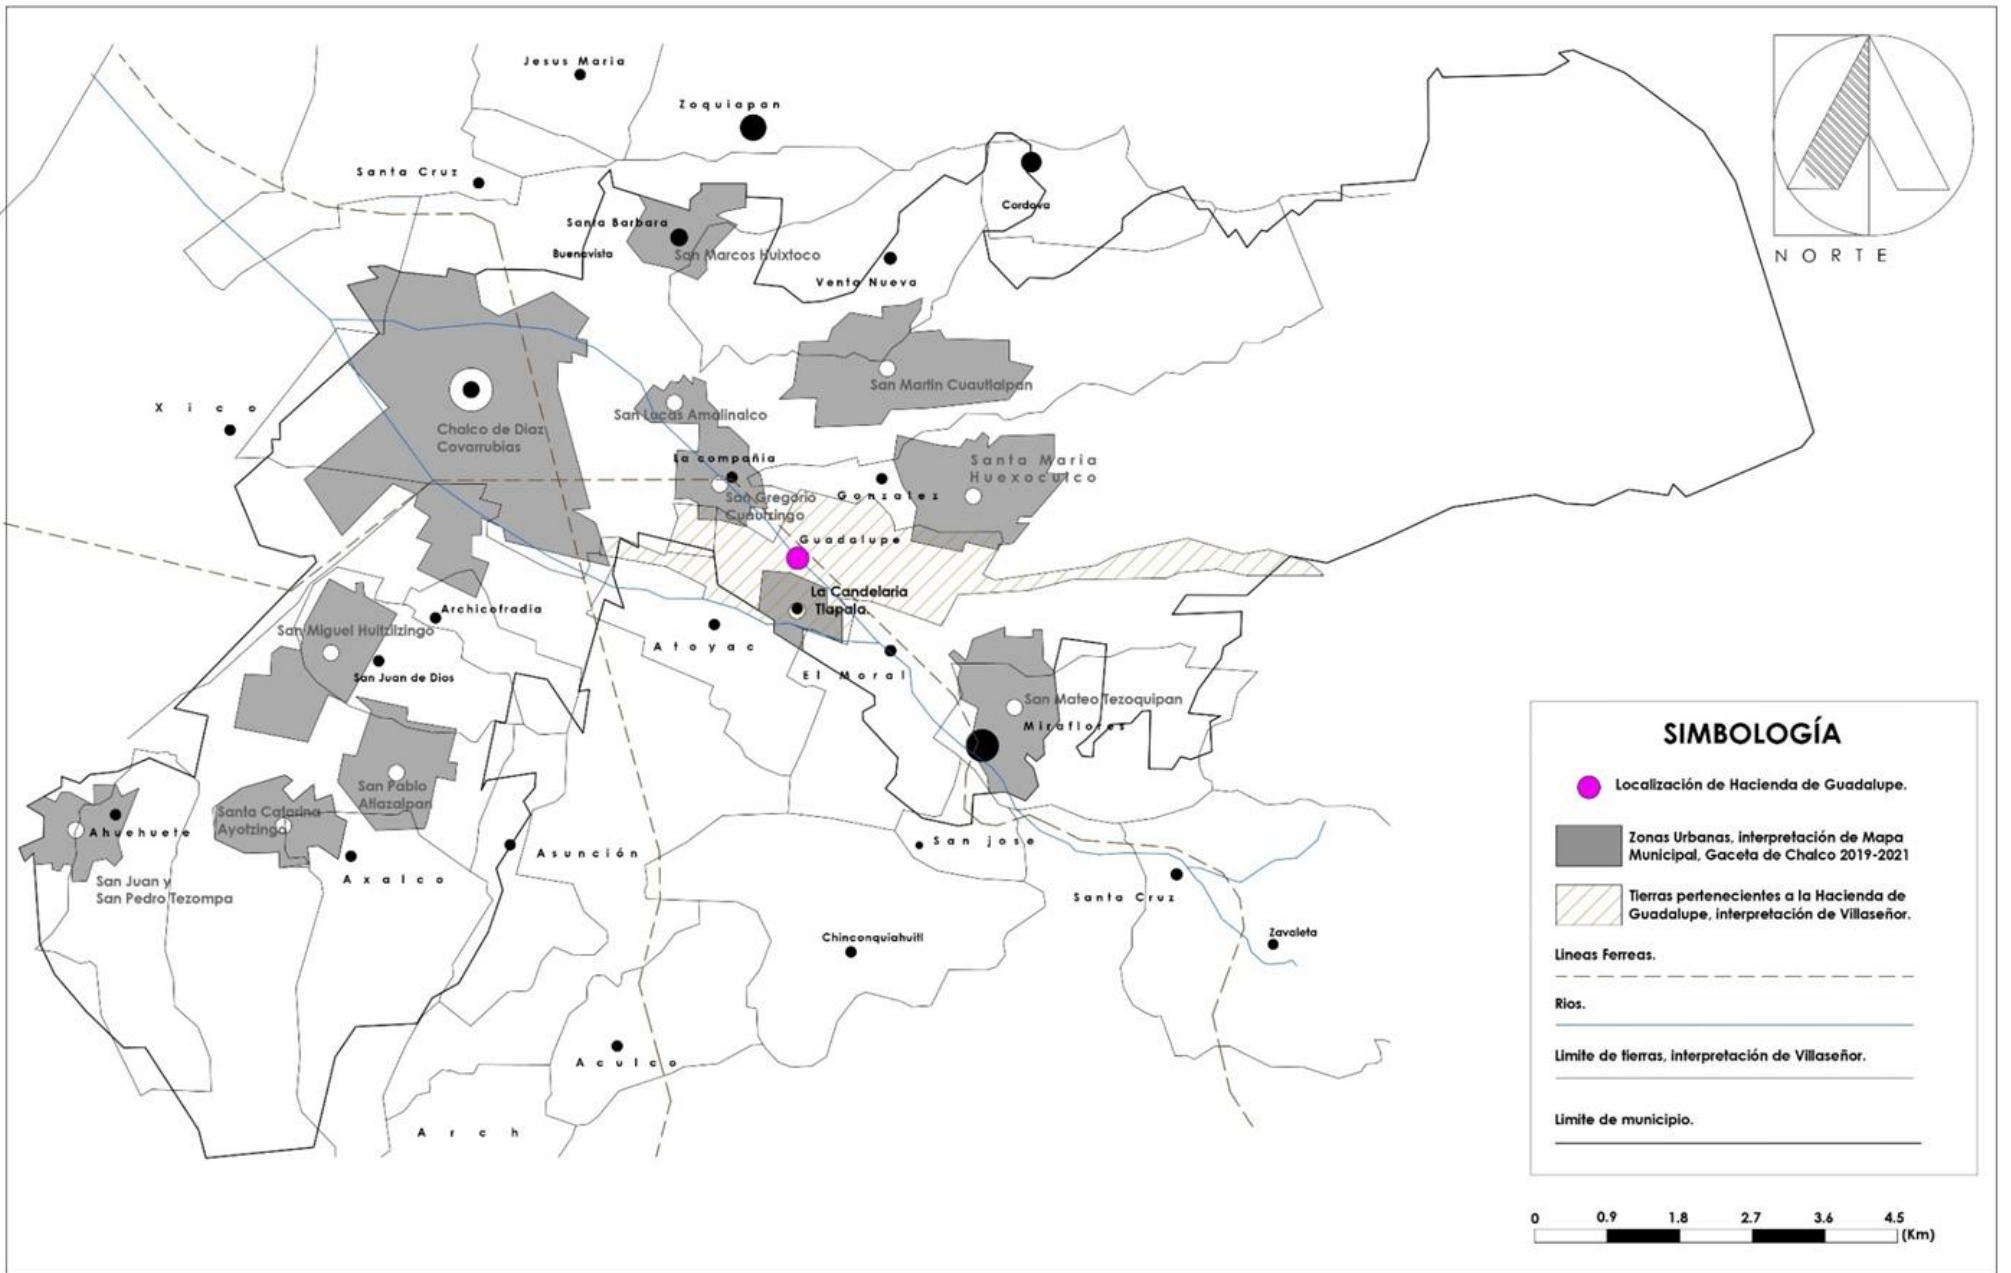 Jesus Maria
Zoquiapan
Santa Cruz
Cordova
Santa Barbara
Buenavista
San Marcos Huixtoco
Venta Nueva
NORTE
San Martin Cuautlalpan
Xico
San Lucas Amalinalco
Chalco de Diaz
Covarrubias
La compañia
Santa Maria
Huexoculco
Gonzalez
San Gregorio
Cuautzingo
Guadalupe
La Candelaria
Tlapala.
Archicofradia
San Miguel Huitzilzingo
Atoyac
El Moral
San Juan de Dios
San Mateo Tezoquipan
Miraflores
San Pablo
Atlazalpan
Santa Catarina
Ayotzingo
Ahuehuete
San jose
Asunción
Axalco
San Juan y
San Pedro Tezompa
Santa Cruz
Zavaleta
Chinconquiahuitl
Aculco
Arch
SIMBOLOGÍA
Localización de Hacienda de Guadalupe.
Zonas Urbanas, interpretación de Mapa
Municipal, Gaceta de Chalco 2019-2021
Tierras pertenecientes a la Hacienda de
Guadalupe, interpretación de Villaseñor.
Lineas Ferreas.
Rios.
Limite de tierras, interpretación de Villaseñor.
Limite de municipio.
0 0.9 1.8 2.7 3.6 4.5
(Km)